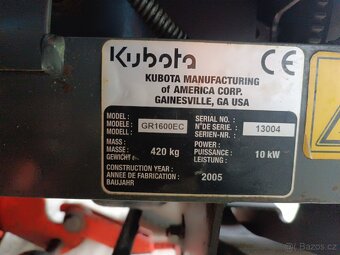 Kubota CE
KUBOTA MANUFACTURING
of AMERICA CORP.
GAINESVILLE, GA USA
MODEL:
MODELE:
MODELL:
GR1600EC
SERIAL NO.
N°DE SERIE.:
SERIEN-NR.:
13004
MASS:
MASSE:
GEWICHT:
420 kg
POWER:
PUISSANCE:
LEISTUNG:
10 kW
CONSTRUCTION YEAR:
ANNEE DE FABRICATION:
BAUJAHR
2005